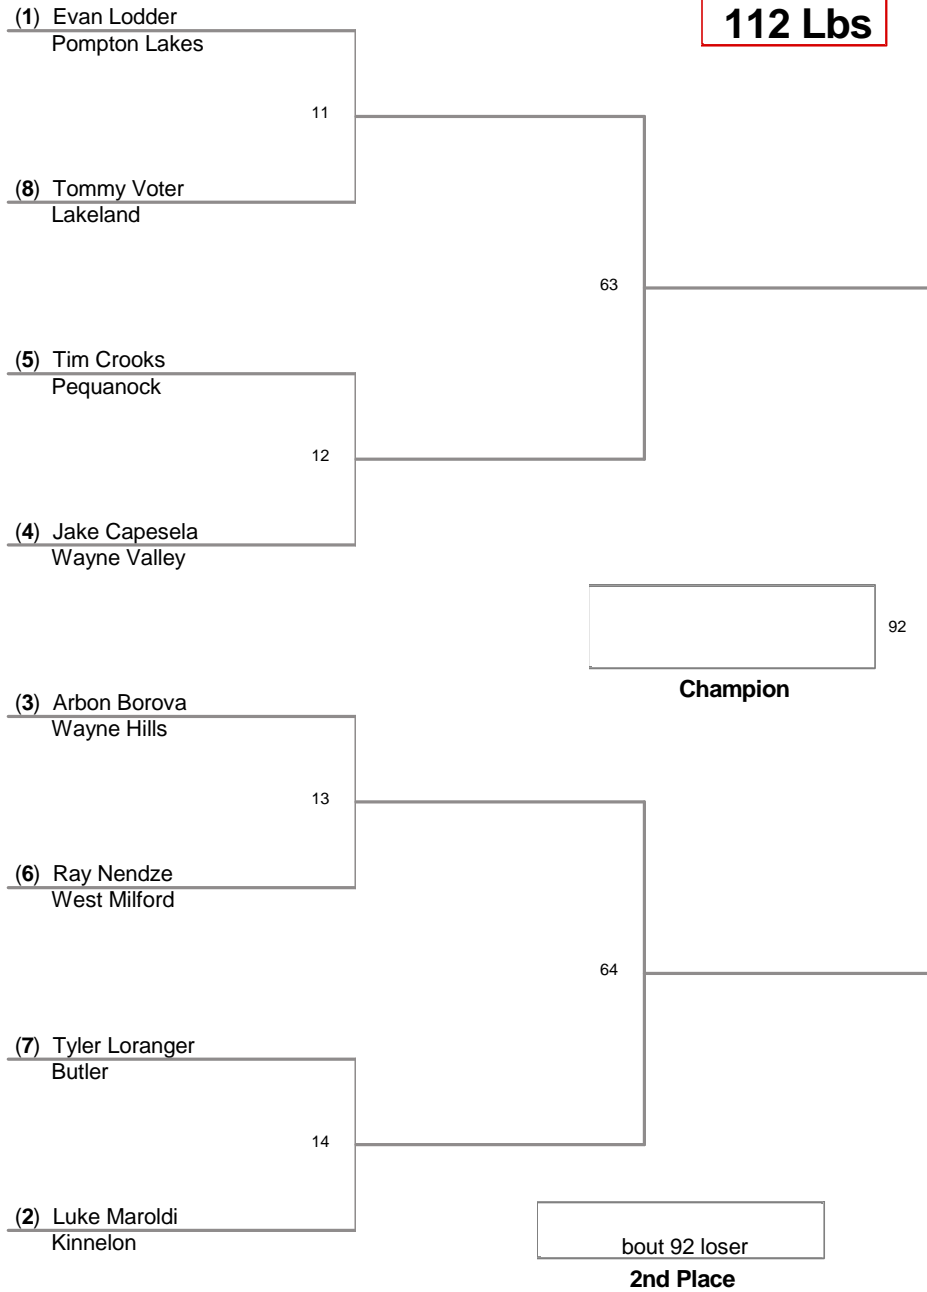 (1) Evan Lodder
112 Lbs
Pompton Lakes
11
(8) Tommy Voter
Lakeland
63
(5) Tim Crooks
Pequanock
12
(4) Jake Capesela
Wayne Valley
92
Champion
(3) Arbon Borova
Wayne Hills
13
(6) Ray Nendze
West Milford
64
(7) Tyler Loranger
Butler
14
(2) Luke Maroldi
Kinnelon
bout 92 loser
2nd Place